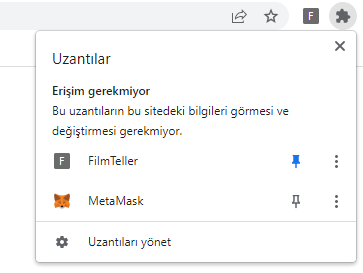 F
Uzantılar
Erişim gerekmiyor
Bu uzantıların bu sitedeki bilgileri görmesi ve
değiştirmesi gerekmiyor.
F FilmTeller
MetaMask
Uzantıları yönet